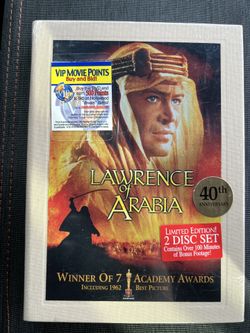 VIP MOVIE POINTS
Buy and Bid!
LAWRENCE
of
ARABIA
40th
ANNIVERSARY
LIMITED EDITION!
2 DISC SET
Contains Over 100 Minutes
of Bonus Footage!
WINNER OF 7 ACADEMY AWARDS
INCLUDING 1962 BEST PICTURE